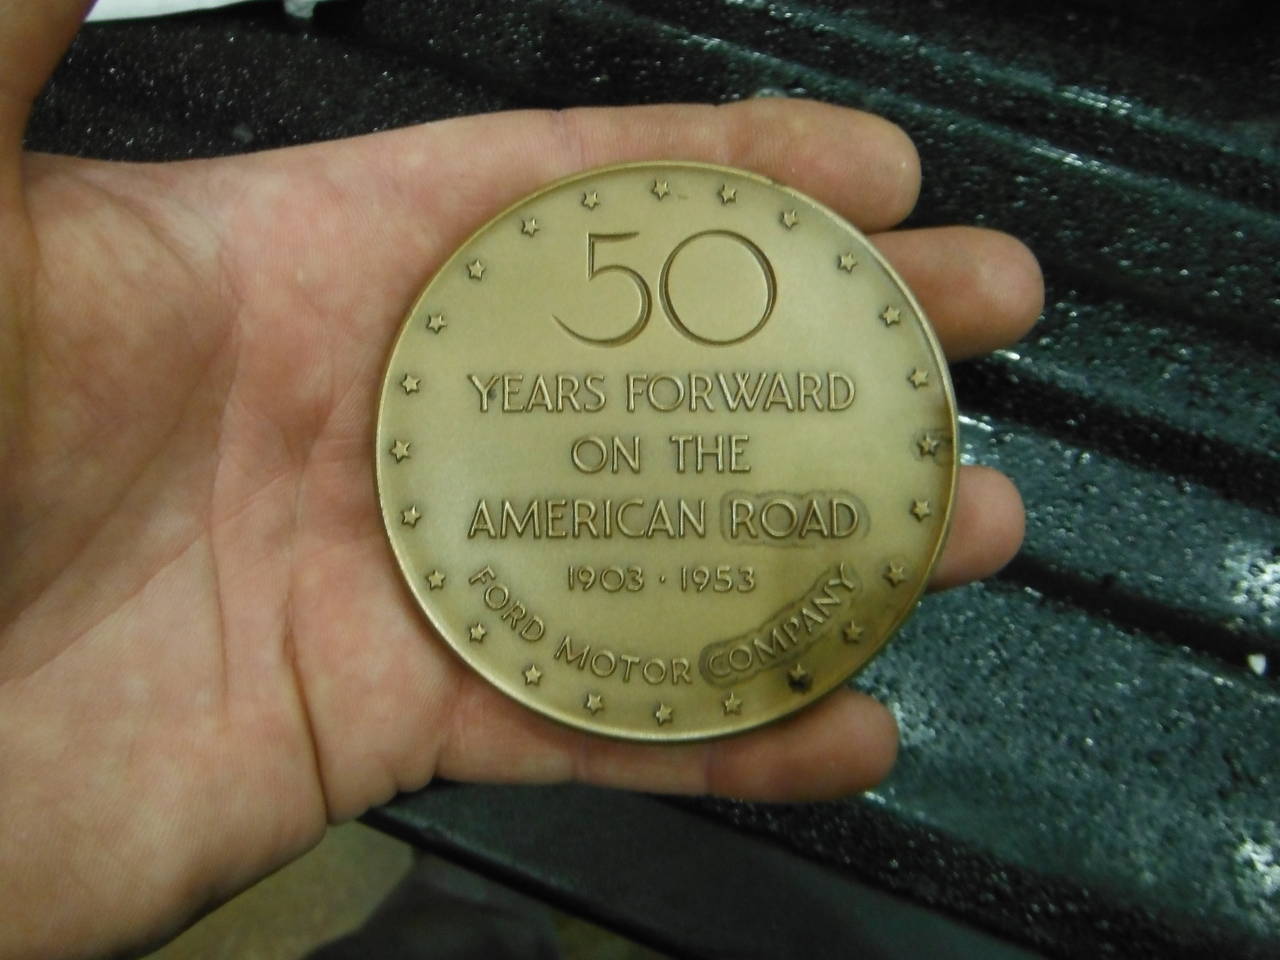 50
YEARS FORWARD
ON THE
AMERICAN ROAD
1903 · 1953
FORD MOTOR COMPANY